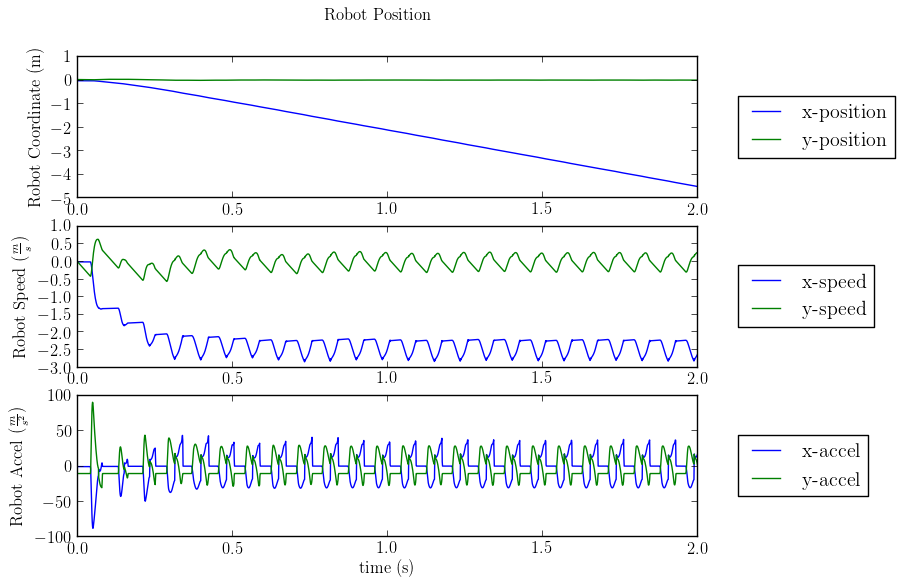 Robot Position
Robot Coordinate (m)
1
0
−1
−2
−3
−4
−5
0.0 0.5 1.0 1.5 2.0
x-position
y-position
Robot Speed (m/s)
1.0
0.5
0.0
−0.5
−1.0
−1.5
−2.0
−2.5
−3.0
0.0 0.5 1.0 1.5 2.0
x-speed
y-speed
Robot Accel (m/s²)
100
50
0
−50
−100
0.0 0.5 1.0 1.5 2.0
time (s)
x-accel
y-accel